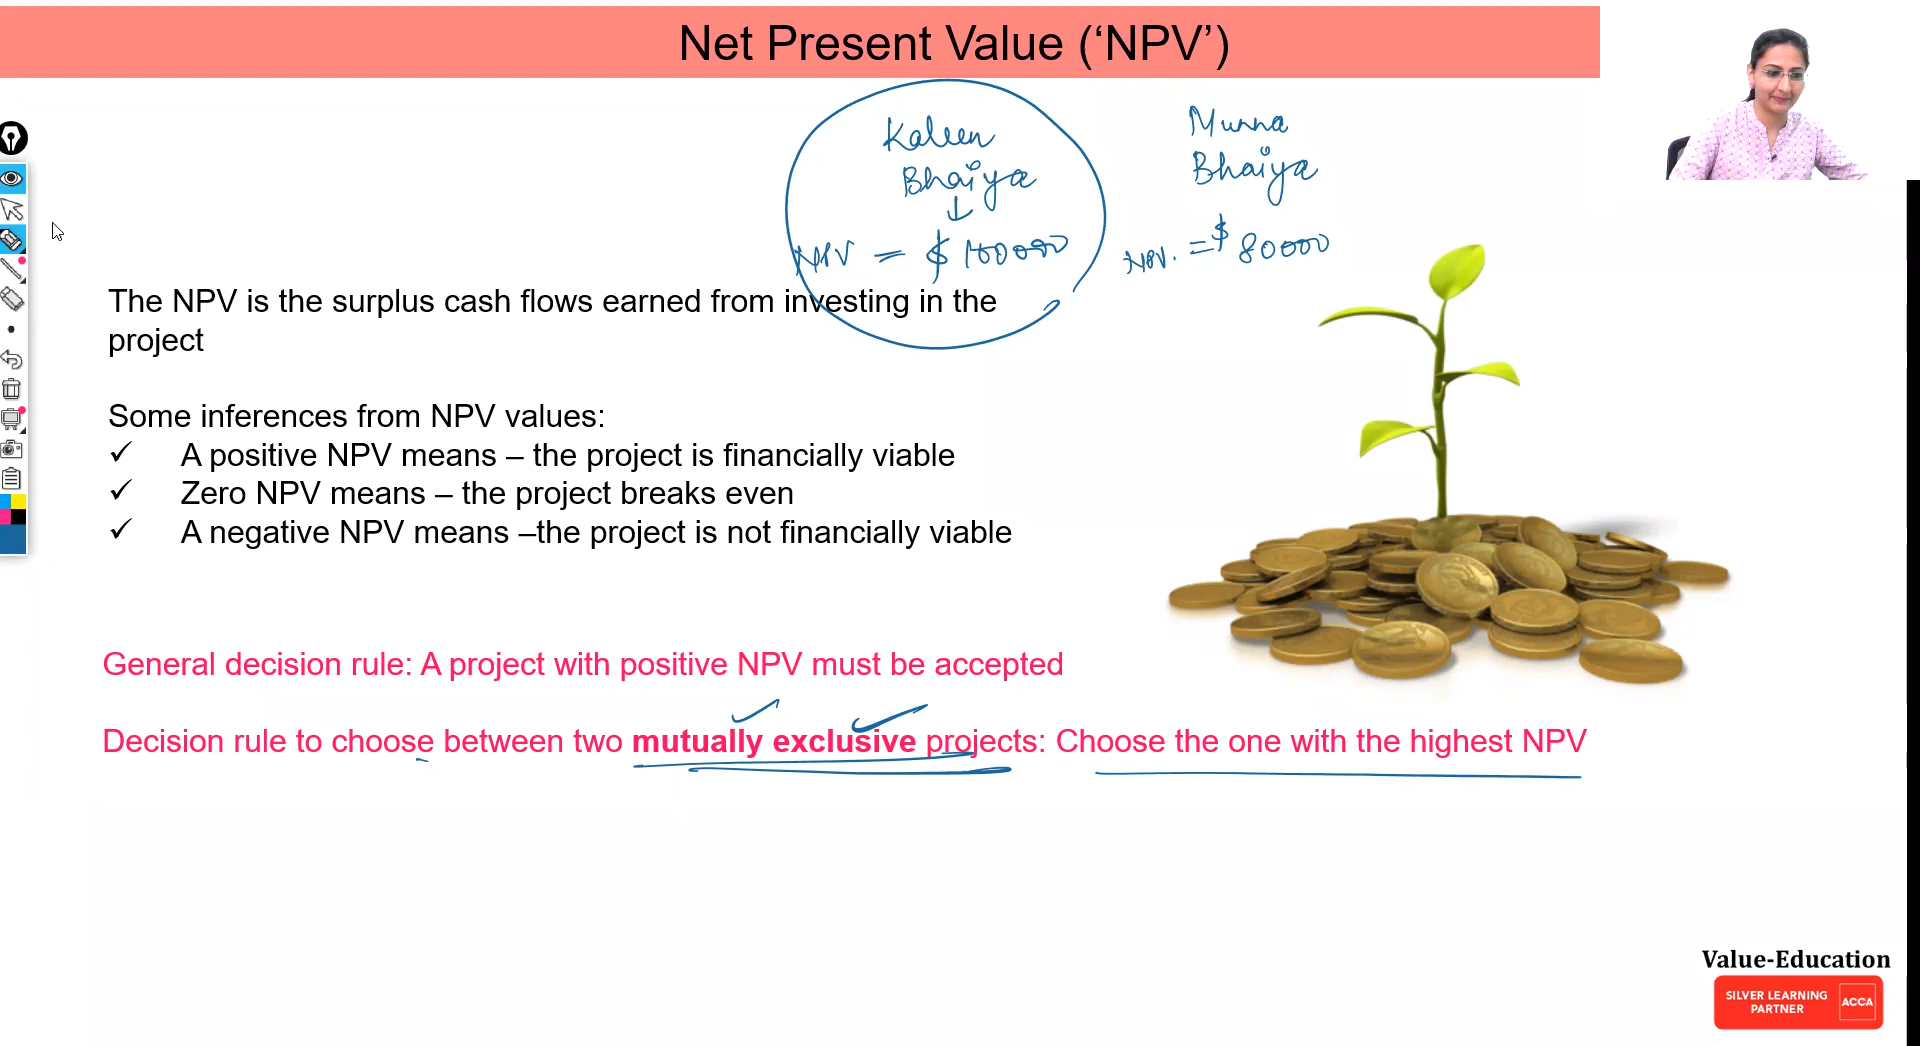 Net Present Value (‘NPV’)
Kaleen
Bhaiya
NPV = $ 100000
Munna
Bhaiya
NPV. = $ 80000
The NPV is the surplus cash flows earned from investing in the
project
Some inferences from NPV values:
✓ A positive NPV means – the project is financially viable
✓ Zero NPV means – the project breaks even
✓ A negative NPV means –the project is not financially viable
General decision rule: A project with positive NPV must be accepted
Decision rule to choose between two mutually exclusive projects: Choose the one with the highest NPV
Value-Education
SILVER LEARNING
PARTNER
ACCA